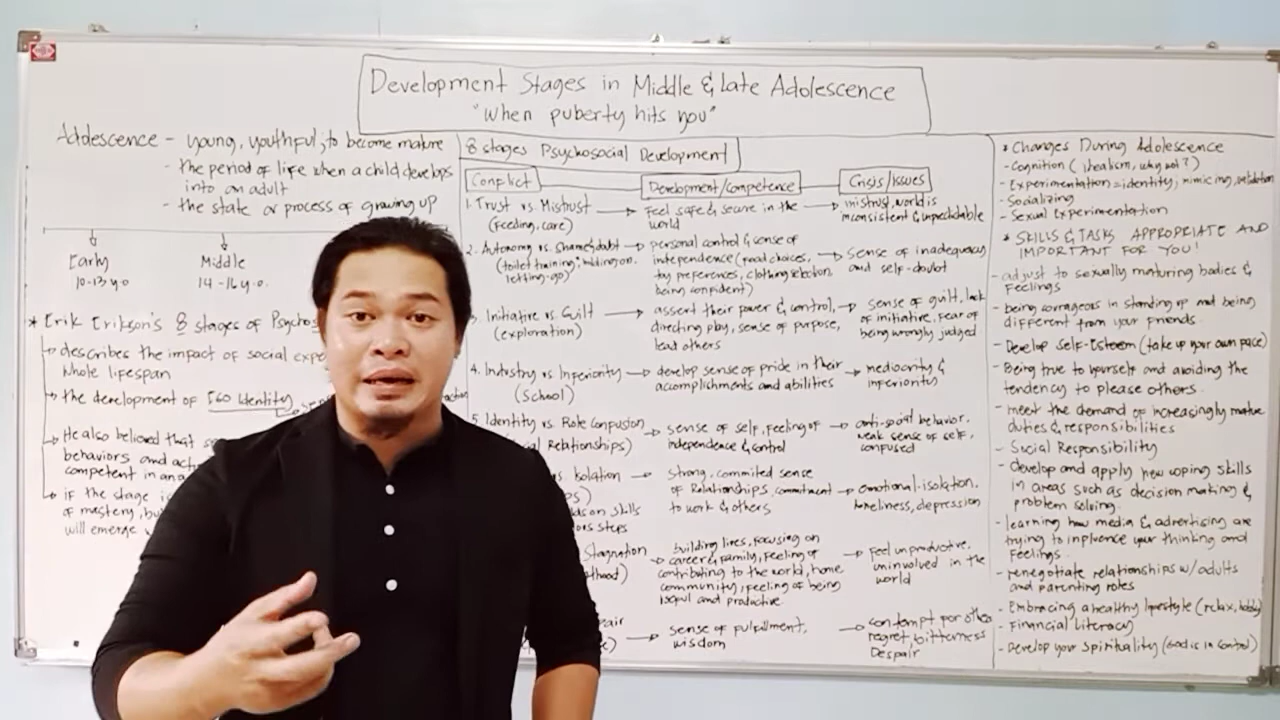 Development Stages in Middle & Late Adolescence
"When puberty hits you"
Adolescence - young, youthful, to become mature
- the period of life when a child develops
into an adult
- the state or process of growing up
Early
10-13 y.o
Middle
14-16 y.o.
* Erik Erikson's 8 stages of
describes the impact of social
whole lifespan
the development of EGO Identity
He also believed that
behaviors and
competent in
if the stage
of mastery,
will emerge
8 stages Psychosocial Development
Conflict
Development/competence
Crisis/Issues
1. Trust vs. Mistrust
(Feeding, care)
feel safe & secure in the
world
mistrust, world is
inconsistent & unpredictable
2. Autonomy vs. Shame & doubt
(toilet training, holding on,
letting-go)
personal control & sense of
independence (food choices,
toy preferences, clothing selection,
being confident)
Sense of inadequacy
and self-doubt
Initiative vs. Guilt
(exploration)
assert their power & control,
directing play, sense of purpose,
lead others
sense of guilt, lack
of initiative, fear of
being wrongly judged
4. Industry vs. Inferiority
(School)
develop sense of pride in their
accomplishments and abilities
mediocrity &
inferiority
5. Identity vs. Role Confusion
Relationships)
sense of self, feeling of
independence & control
anti-social behavior,
weak sense of self,
confused
vs. Isolation
strong, commited sense
of Relationships, commitment
to work & others
emotional isolation,
loneliness, depression
skills
steps
Stagnation
building lives, focusing on
career & family, feeling of
contributing to the world, home
community, feeling of being
useful and productive.
Feel unproductive,
uninvolved in the
world
sense of fulfillment,
wisdom
contempt for other
regret, bitterness
Despair
* Changes During Adolescence
- Cognition (idealism, why not?)
- Experimentation = identity, mimicing, validation
- Socializing
- Sexual Experimentation
* SKILLS & TASKS APPROPRIATE AND
IMPORTANT FOR YOU!
- adjust to sexually maturing bodies &
feelings
- being courageous in standing up and being
different from your friends.
- Develop self-Esteem (take up your own pace)
- Being true to yourself and avoiding the
tendency to please others.
- meet the demand of increasingly mature
duties & responsibilities
- Social Responsibility
- develop and apply new coping skills
in areas such as decision making &
problem solving.
- learning how media & advertising are
trying to influence your thinking and
feelings.
- renegotiate relationships w/ adults
and parenting roles
- Embracing a healthy lifestyle (relax, hobby)
- Financial Literacy
- Develop your Spirituality (God is in Control)